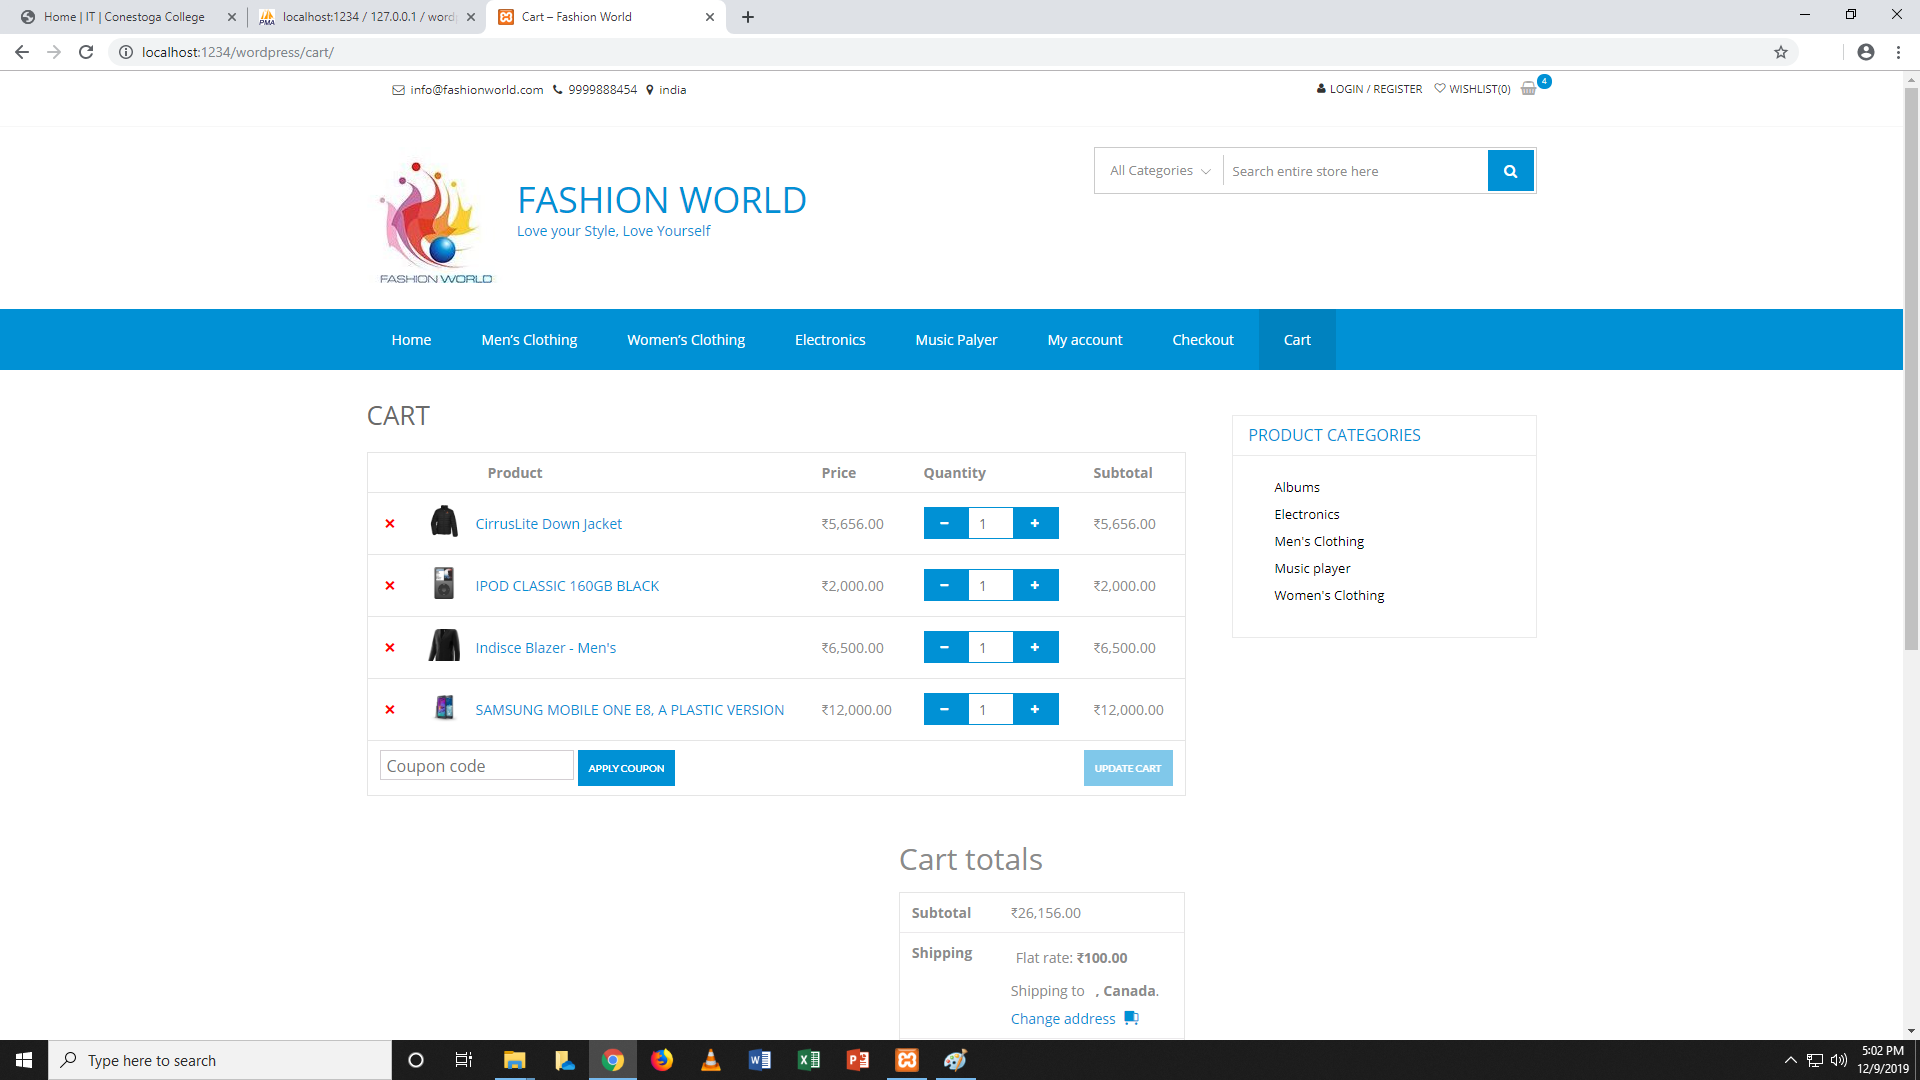 Home | IT | Conestoga College
localhost:1234 / 127.0.0.1 / word
Cart – Fashion World
localhost:1234/wordpress/cart/
info@fashionworld.com 9999888454 india
LOGIN / REGISTER WISHLIST(0) 4
FASHION WORLD
FASHION WORLD
Love your Style, Love Yourself
All Categories Search entire store here
Home Men’s Clothing Women’s Clothing Electronics Music Palyer My account Checkout Cart
CART
Product Price Quantity Subtotal
CirrusLite Down Jacket ₹5,656.00 − 1 + ₹5,656.00
IPOD CLASSIC 160GB BLACK ₹2,000.00 − 1 + ₹2,000.00
Indisce Blazer - Men's ₹6,500.00 − 1 + ₹6,500.00
SAMSUNG MOBILE ONE E8, A PLASTIC VERSION ₹12,000.00 − 1 + ₹12,000.00
Coupon code APPLY COUPON UPDATE CART
PRODUCT CATEGORIES
Albums
Electronics
Men's Clothing
Music player
Women's Clothing
Cart totals
Subtotal ₹26,156.00
Shipping Flat rate: ₹100.00
Shipping to , Canada.
Change address
Type here to search
5:02 PM
12/9/2019